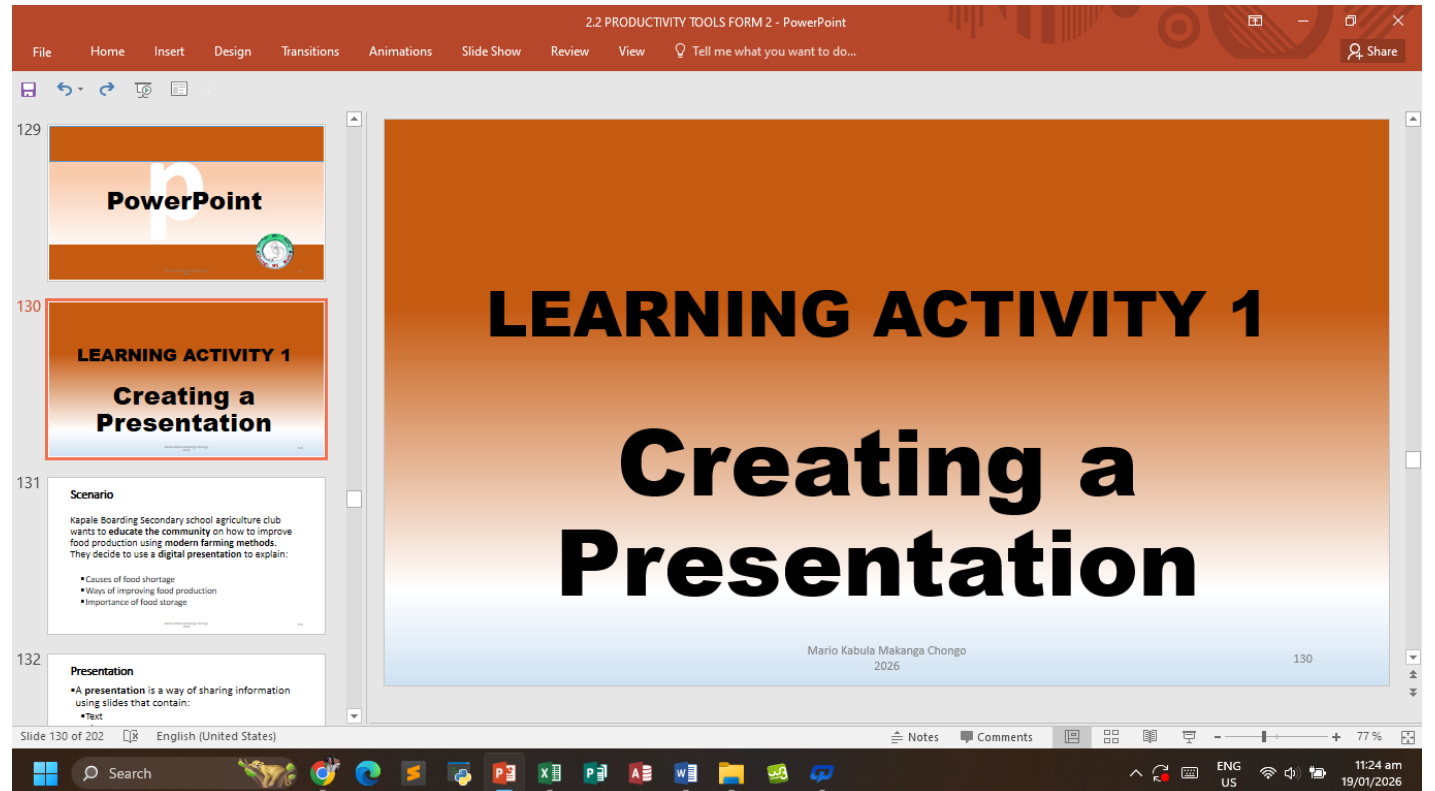 2.2 PRODUCTIVITY TOOLS FORM 2 - PowerPoint
File Home Insert Design Transitions Animations Slide Show Review View Tell me what you want to do... Share
129
PowerPoint
130
LEARNING ACTIVITY 1
Creating a
Presentation
131
Scenario
Kapale Boarding Secondary school agriculture club
wants to educate the community on how to improve
food production using modern farming methods.
They decide to use a digital presentation to explain:
▪Causes of food shortage
▪Ways of improving food production
▪Importance of food storage
132
Presentation
▪A presentation is a way of sharing information
using slides that contain:
▪Text
LEARNING ACTIVITY 1
Creating a
Presentation
Mario Kabula Makanga Chongo
2026
130
Slide 130 of 202 English (United States) Notes Comments 77 %
Search
ENG
US
11:24 am
19/01/2026